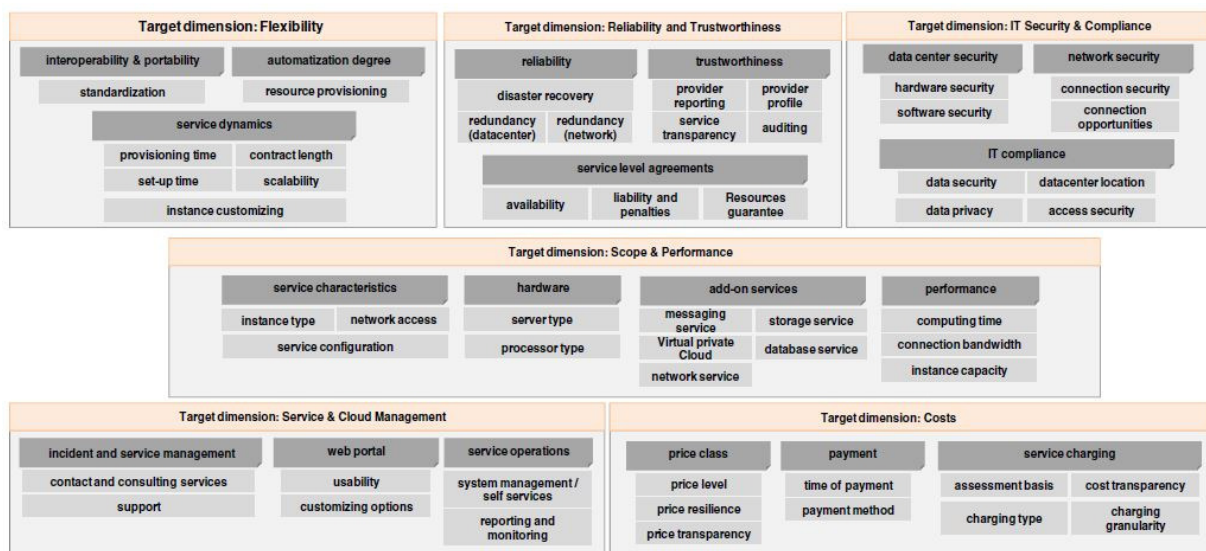 Target dimension: Flexibility
interoperability & portability
automatization degree
standardization
resource provisioning
service dynamics
provisioning time
contract length
set-up time
scalability
instance customizing
Target dimension: Reliability and Trustworthiness
reliability
trustworthiness
disaster recovery
provider
reporting
provider
profile
redundancy
(datacenter)
redundancy
(network)
service
transparency
auditing
service level agreements
availability
liability and
penalties
Resources
guarantee
Target dimension: IT Security & Compliance
data center security
network security
hardware security
connection security
software security
connection
opportunities
IT compliance
data security
datacenter location
data privacy
access security
Target dimension: Scope & Performance
service characteristics
instance type
network access
service configuration
hardware
server type
processor type
add-on services
messaging
service
storage service
Virtual private
Cloud
database service
network service
performance
computing time
connection bandwidth
instance capacity
Target dimension: Service & Cloud Management
incident and service management
contact and consulting services
support
web portal
usability
customizing options
service operations
system management /
self services
reporting and
monitoring
Target dimension: Costs
price class
price level
price resilience
price transparency
payment
time of payment
payment method
service charging
assessment basis
cost transparency
charging type
charging
granularity